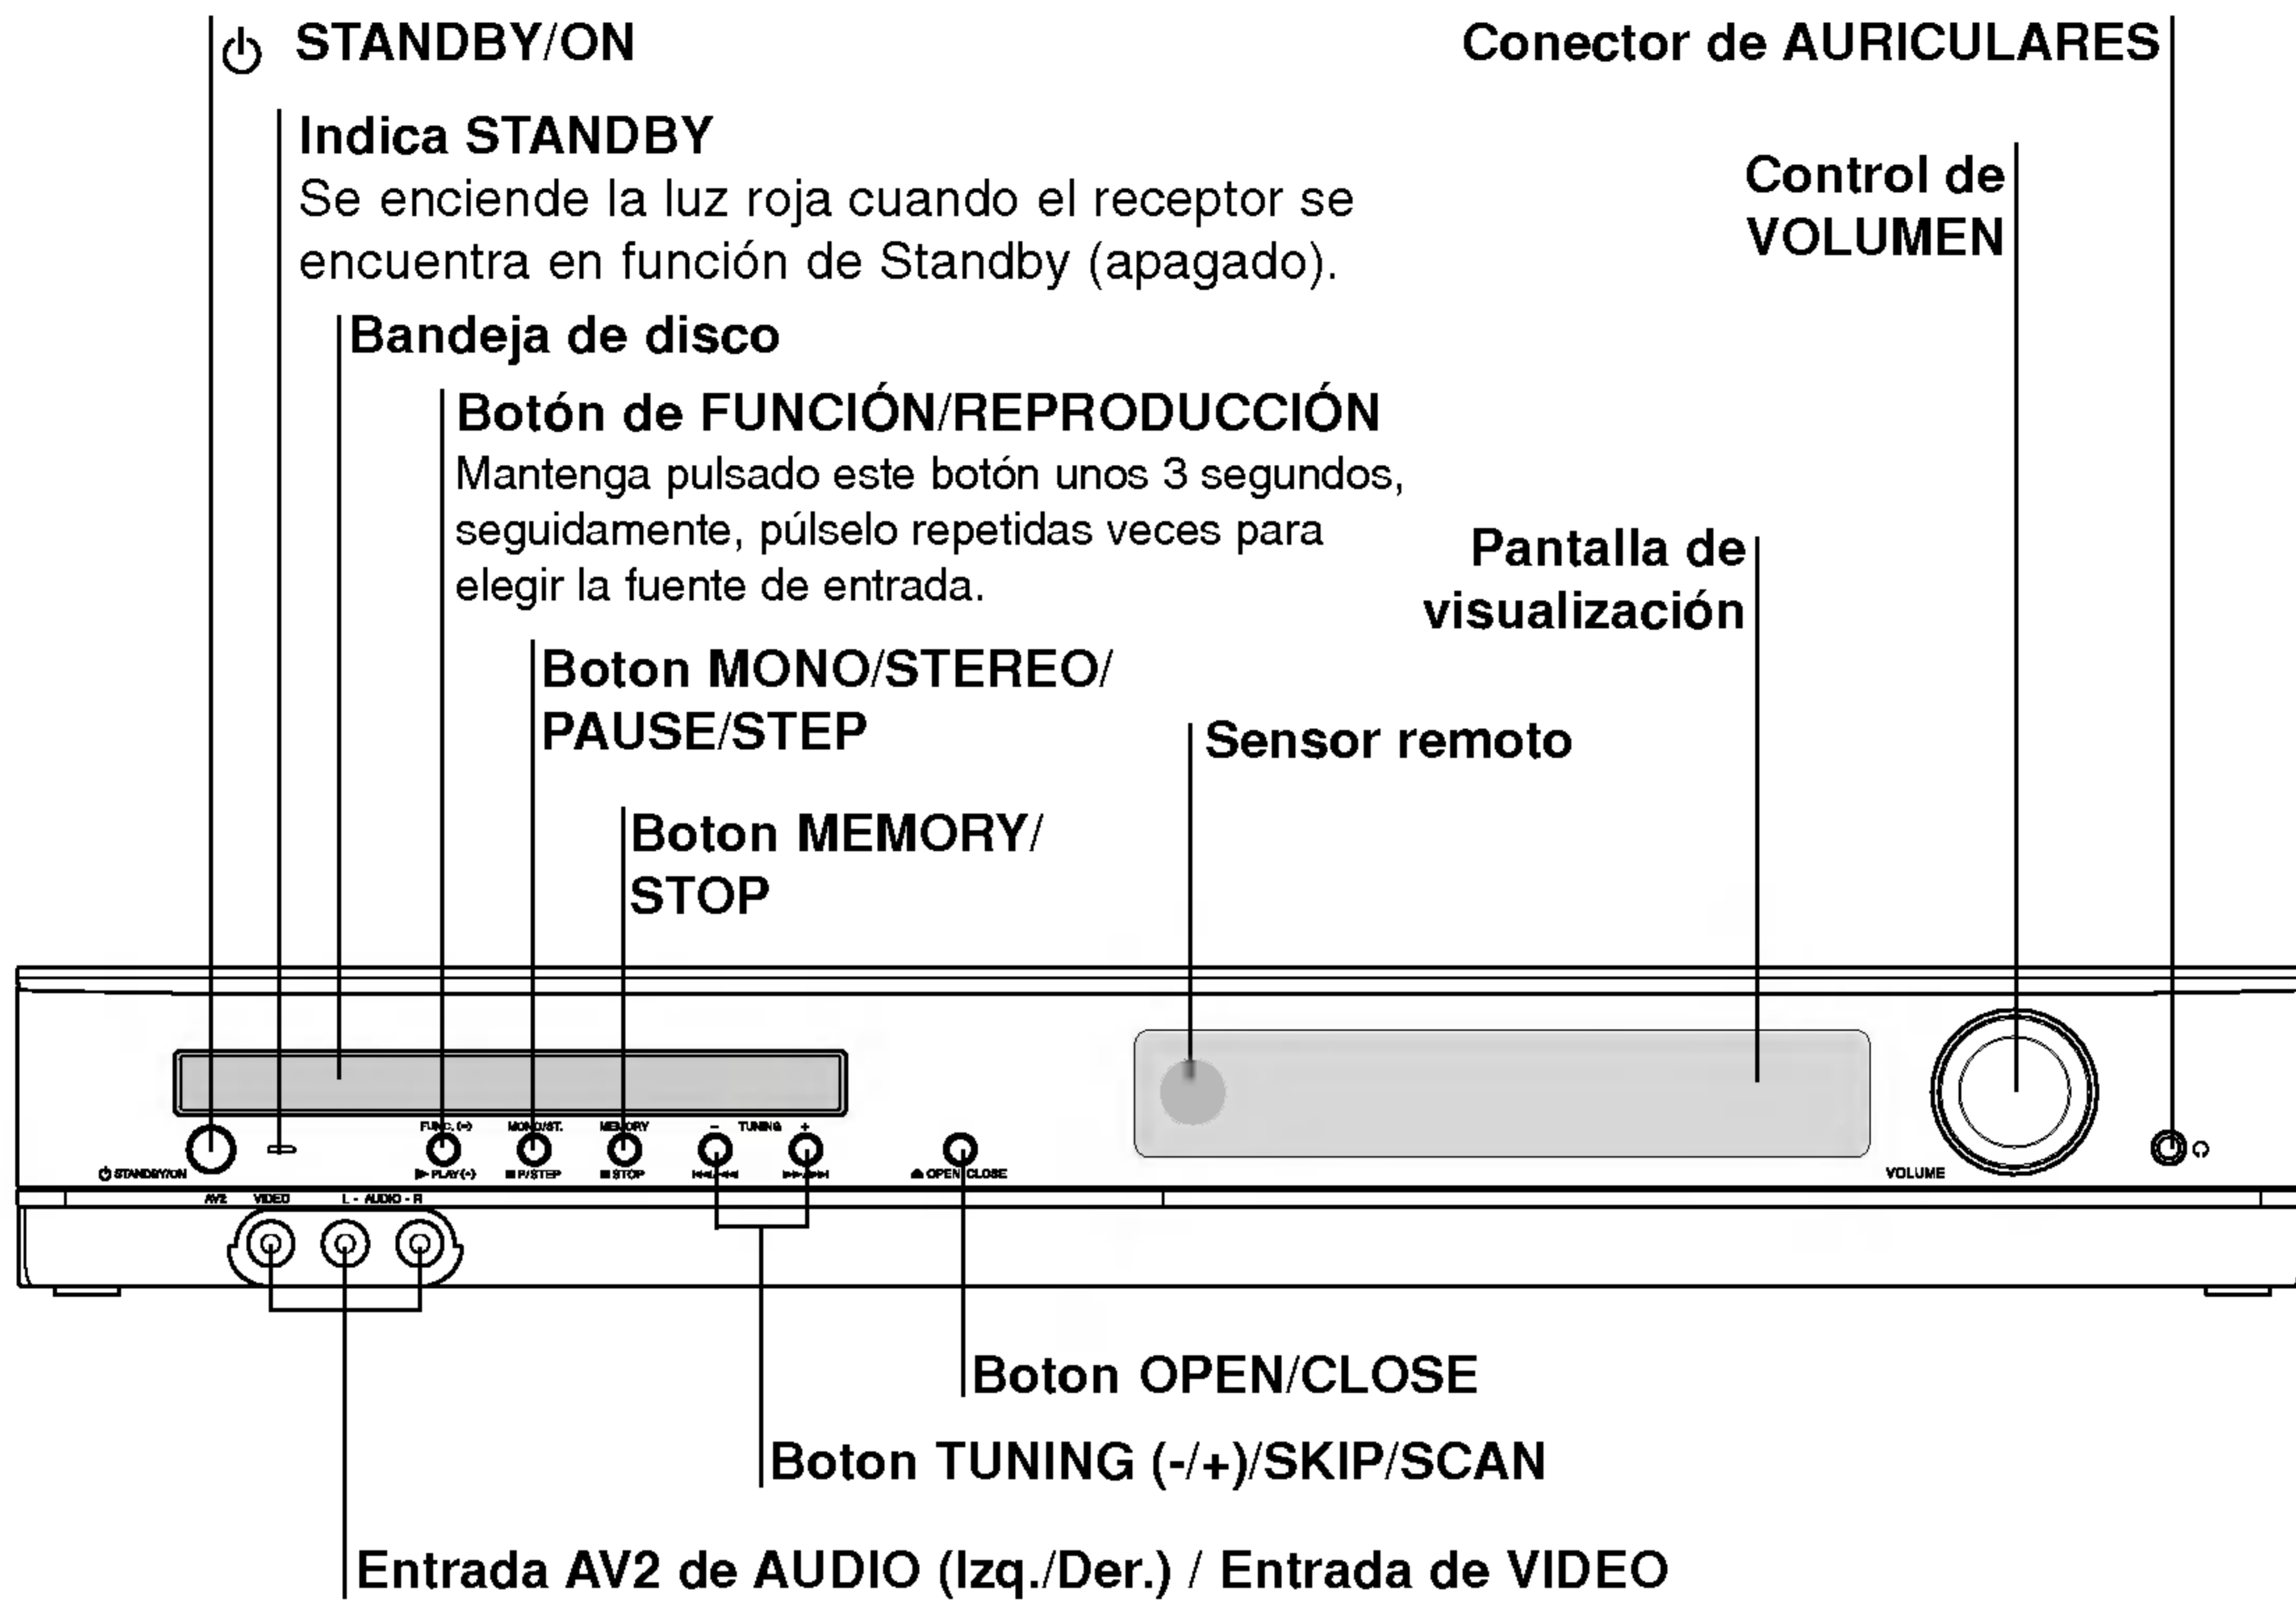 ⏻ STANDBY/ON
Conector de AURICULARES
Indica STANDBY
Se enciende la luz roja cuando el receptor se
encuentra en función de Standby (apagado).
Control de
VOLUMEN
Bandeja de disco
Botón de FUNCIÓN/REPRODUCCIÓN
Mantenga pulsado este botón unos 3 segundos,
seguidamente, púlselo repetidas veces para
elegir la fuente de entrada.
Pantalla de
visualización
Boton MONO/STEREO/
PAUSE/STEP
Sensor remoto
Boton MEMORY/
STOP
FUNC. (-) MONO/ST. MEMORY - TUNING +
⏻ STANDBY/ON ▶ PLAY(-) ■ P/STEP ■ STOP ⏏ OPEN/CLOSE VOLUME
AV2 VIDEO L - AUDIO - R
Boton OPEN/CLOSE
Boton TUNING (-/+)/SKIP/SCAN
Entrada AV2 de AUDIO (Izq./Der.) / Entrada de VIDEO